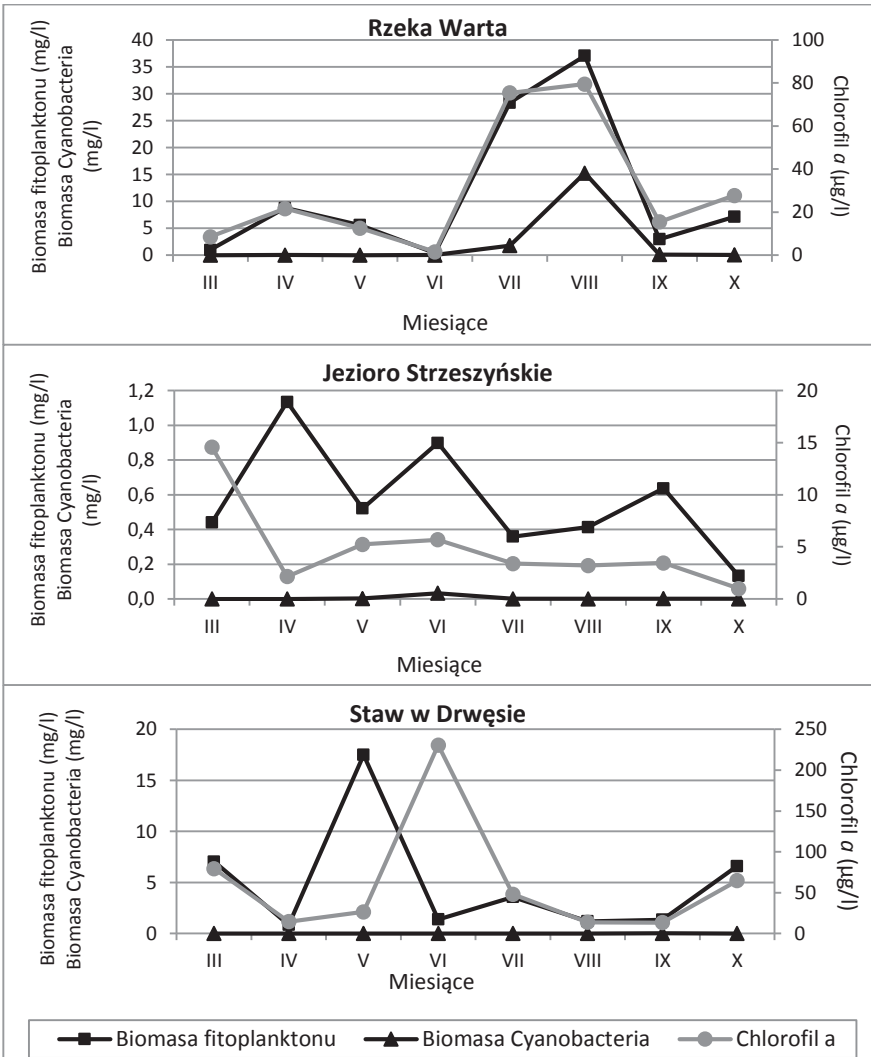 Rzeka Warta
Biomasa fitoplanktonu (mg/l)
Biomasa Cyanobacteria
(mg/l)
40
35
30
25
20
15
10
5
0
100
80
60
40
20
0
Chlorofil a (µg/l)
III IV V VI VII VIII IX X
Miesiące
Jezioro Strzeszyńskie
Biomasa fitoplanktonu (mg/l)
Biomasa Cyanobacteria
(mg/l)
1,2
1,0
0,8
0,6
0,4
0,2
0,0
20
15
10
5
0
Chlorofil a (µg/l)
III IV V VI VII VIII IX X
Miesiące
Staw w Drwęsie
Biomasa fitoplanktonu (mg/l)
Biomasa Cyanobacteria (mg/l)
20
15
10
5
0
250
200
150
100
50
0
Chlorofil a (µg/l)
III IV V VI VII VIII IX X
Miesiące
Biomasa fitoplanktonu Biomasa Cyanobacteria Chlorofil a